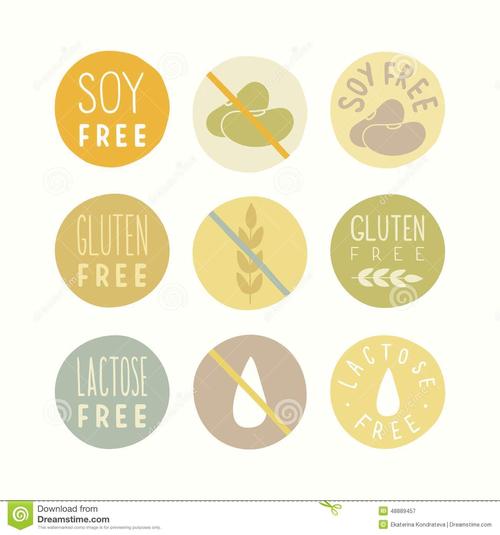 SOY
FREE
SOY FREE
GLUTEN
FREE
GLUTEN
FREE
LACTOSE
FREE
LACTOSE
FREE
Download from
Dreamstime.com
This watermarked comp image is for previewing purposes only.
48889457
Ekaterina Kondrateva | Dreamstime.com